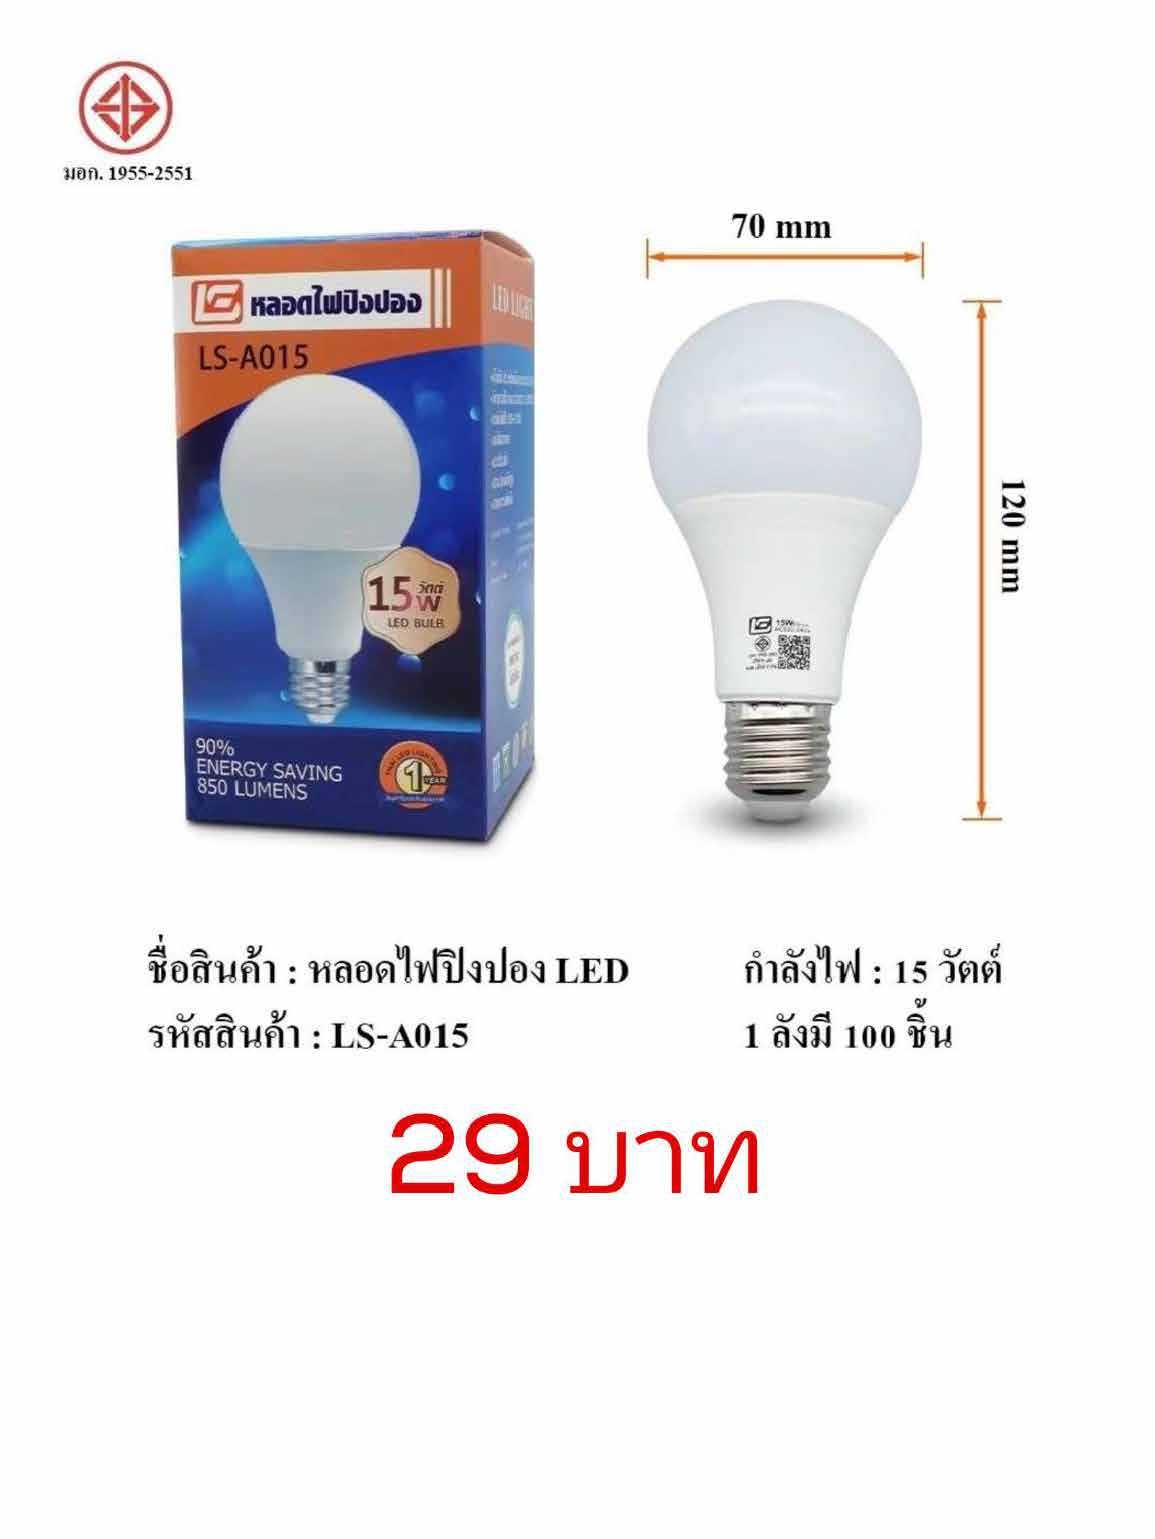 มอก. 1955-2551
70 mm
120 mm
LS หลอดไฟปิงปอง
LED LIGHT
LS-A015
15 วัตต์
W
LED BULB
90%
ENERGY SAVING
850 LUMENS
1
YEAR
15W
ชื่อสินค้า : หลอดไฟปิงปอง LED
กำลังไฟ : 15 วัตต์
รหัสสินค้า : LS-A015
1 ลังมี 100 ชิ้น
29 บาท